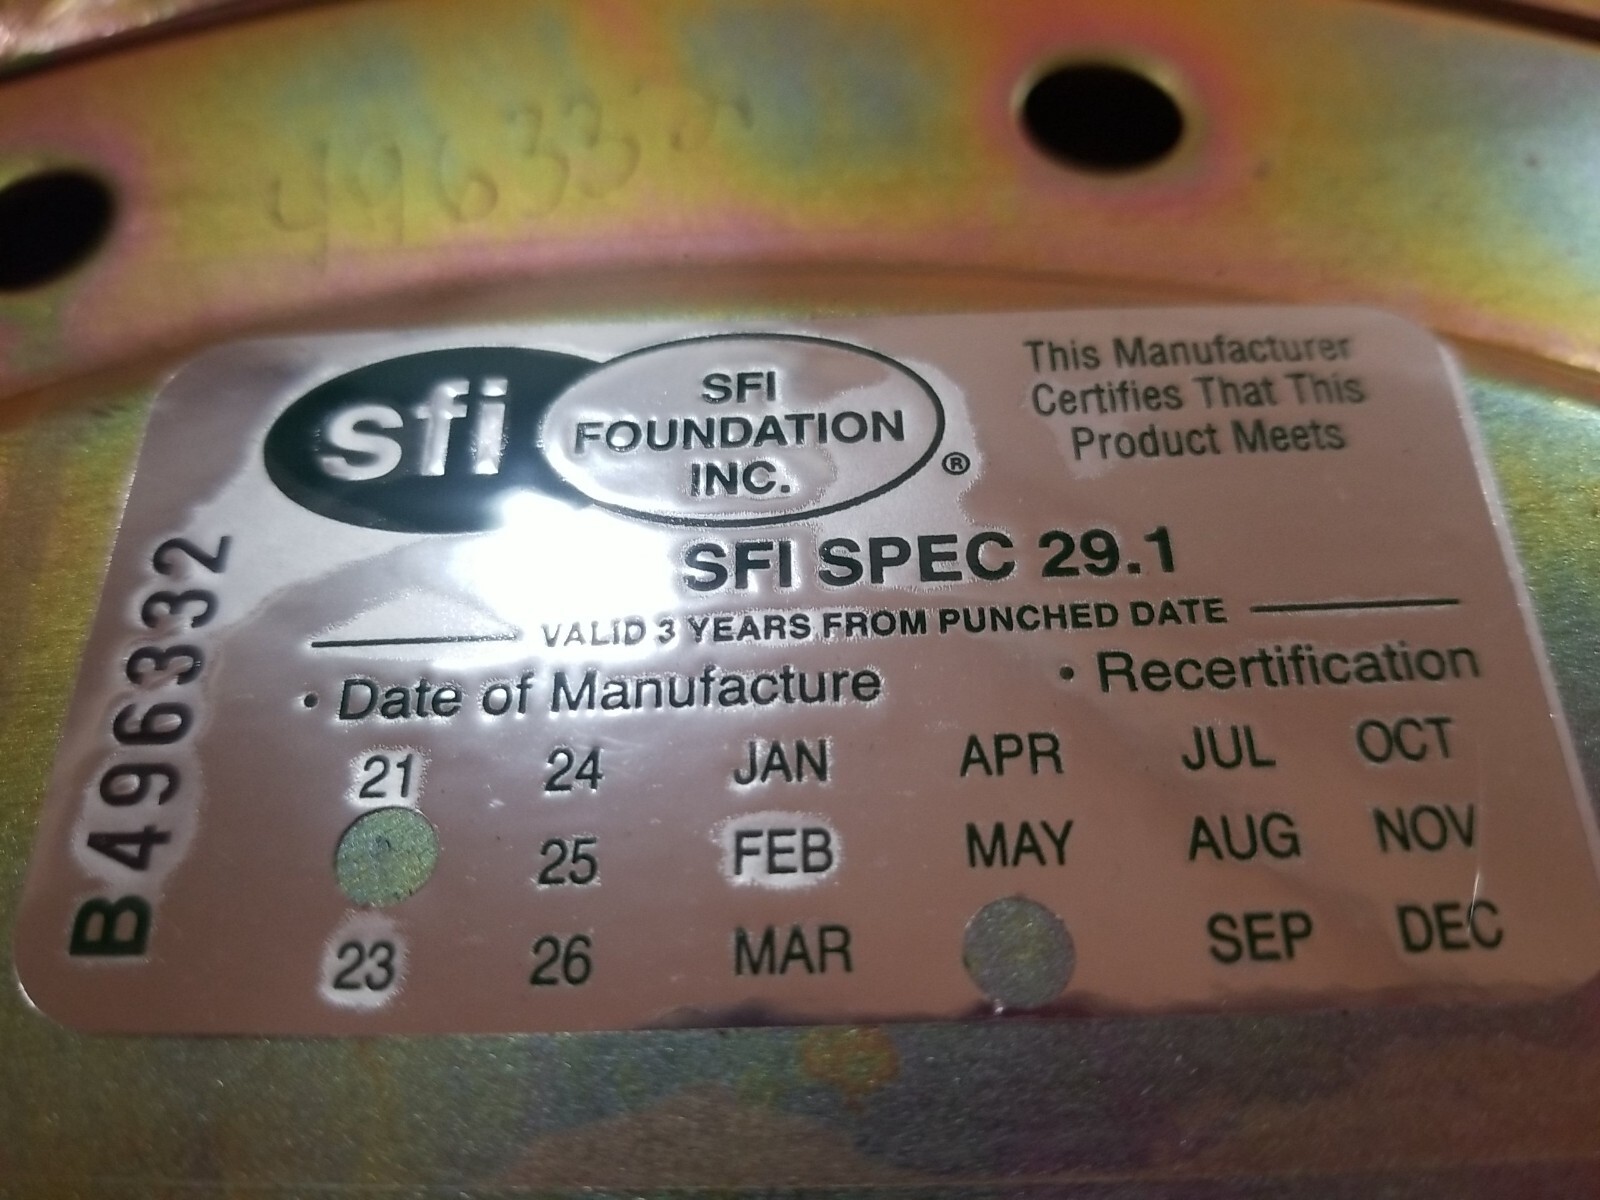 49633
sfi
SFI
FOUNDATION
INC.
®
This Manufacturer
Certifies That This
Product Meets
SFI SPEC 29.1
VALID 3 YEARS FROM PUNCHED DATE
• Date of Manufacture • Recertification
21 24 JAN APR JUL OCT
25 FEB MAY AUG NOV
23 26 MAR SEP DEC
B496332